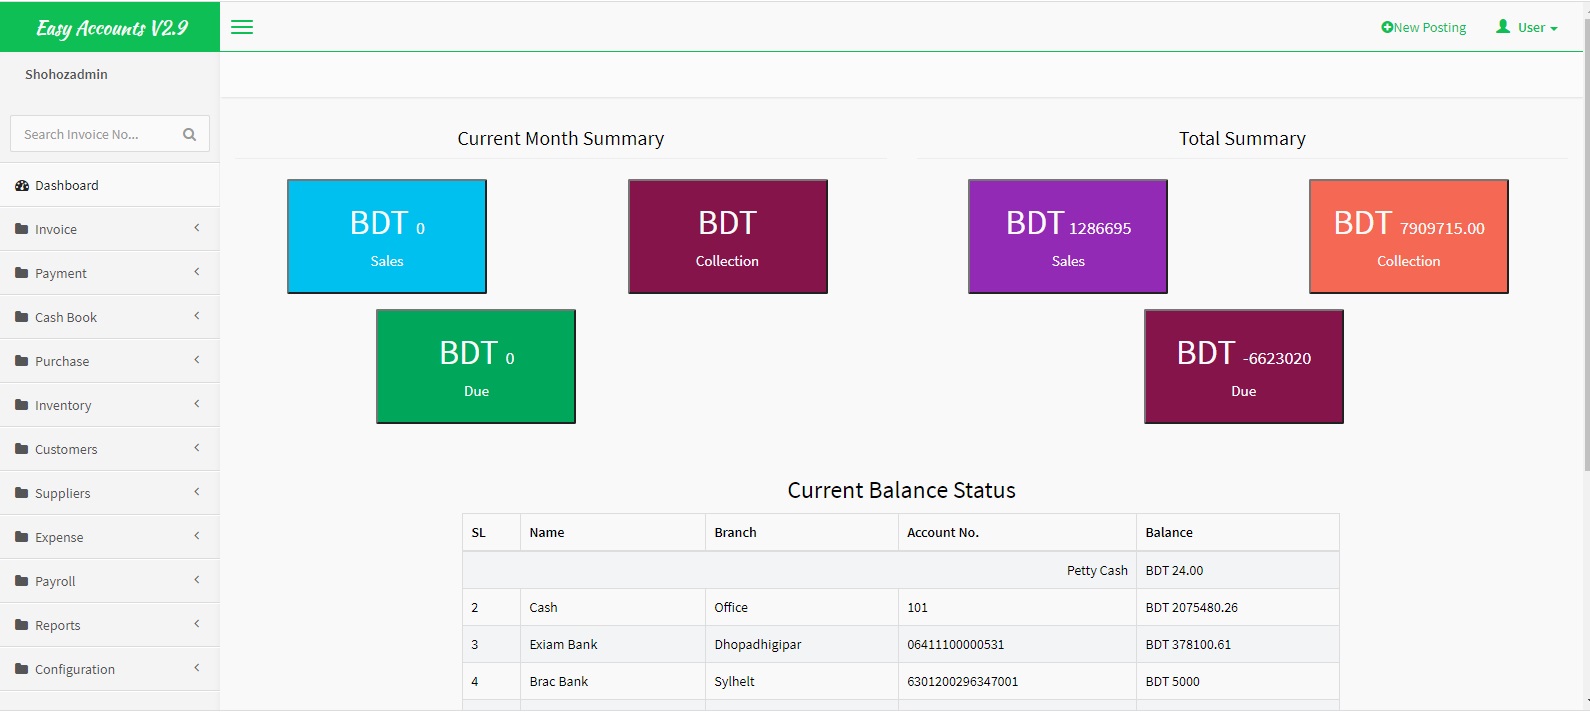 Easy Accounts V2.9
New Posting
User
Shohozadmin
Search Invoice No...
Dashboard
Invoice
Payment
Cash Book
Purchase
Inventory
Customers
Suppliers
Expense
Payroll
Reports
Configuration
Current Month Summary
BDT 0
Sales
BDT
Collection
BDT 0
Due
Total Summary
BDT 1286695
Sales
BDT 7909715.00
Collection
BDT -6623020
Due
Current Balance Status
SL Name Branch Account No. Balance
Petty Cash BDT 24.00
2 Cash Office 101 BDT 2075480.26
3 Exiam Bank Dhopadhigipar 06411100000531 BDT 378100.61
4 Brac Bank Sylhelt 6301200296347001 BDT 5000